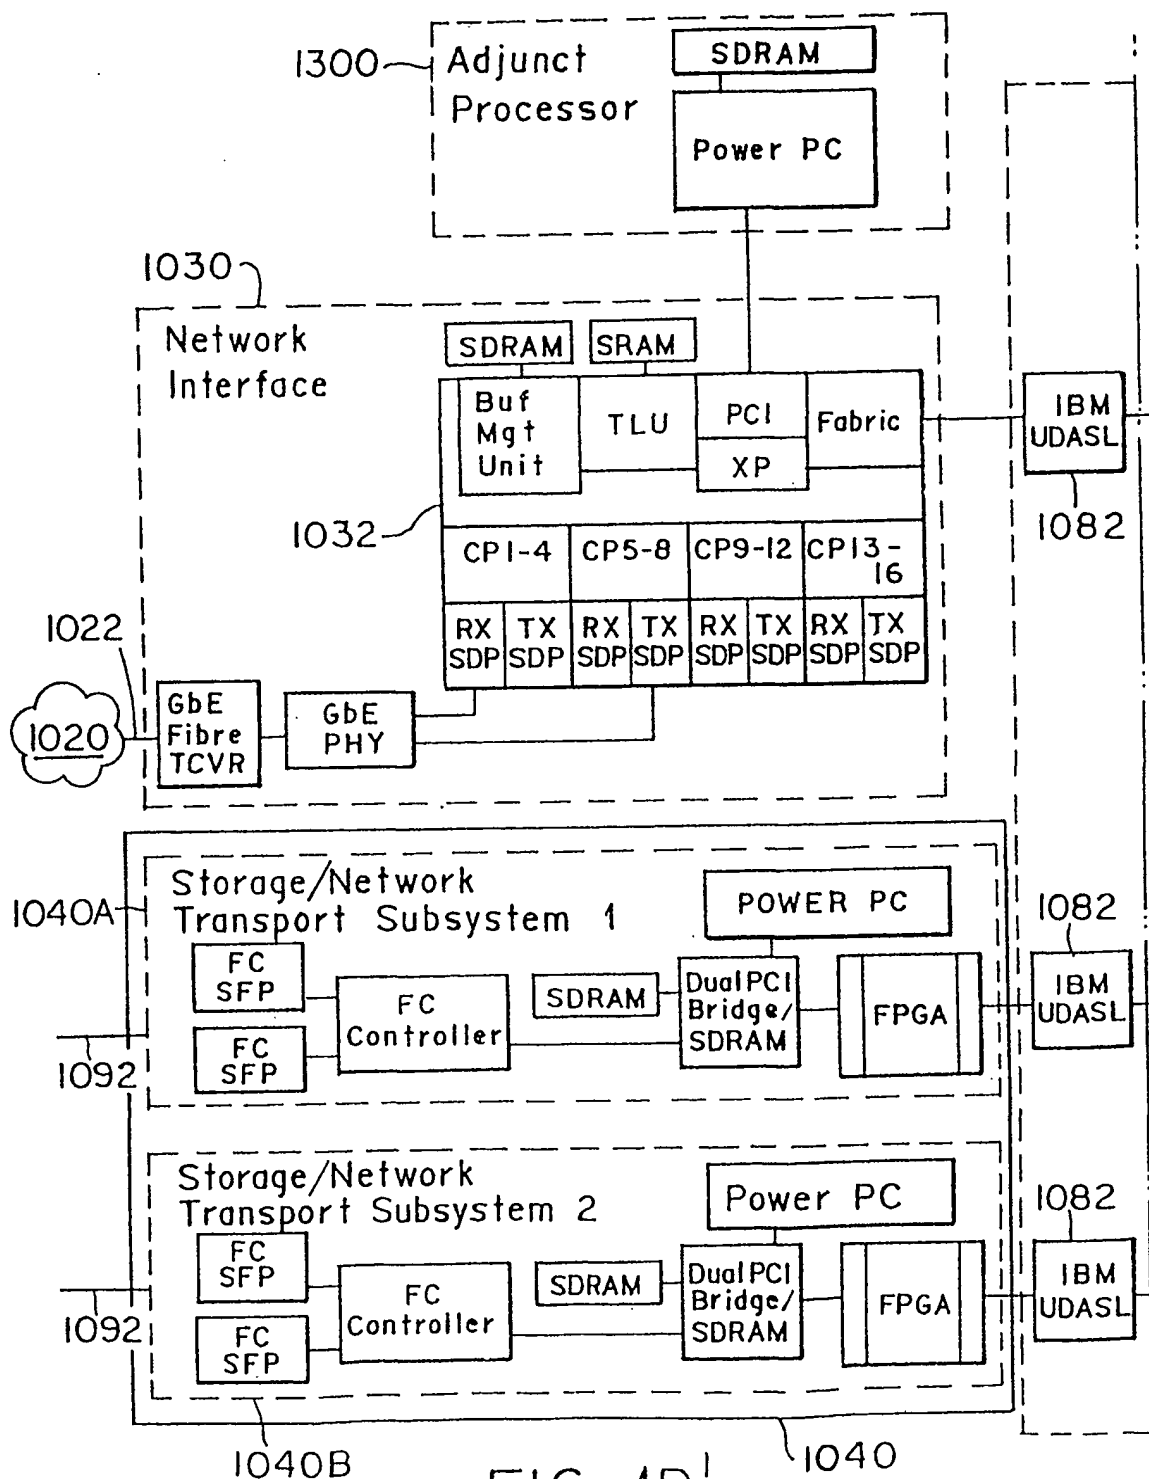 1300
Adjunct
Processor
SDRAM
Power PC
1030
Network
Interface
SDRAM
SRAM
Buf
Mgt
Unit
TLU
PCI
XP
Fabric
IBM
UDASL
1082
1032
CP1-4
CP5-8
CP9-12
CP13-
16
RX
SDP
TX
SDP
RX
SDP
TX
SDP
RX
SDP
TX
SDP
RX
SDP
TX
SDP
1022
1020
GbE
Fibre
TCVR
GbE
PHY
1040A
Storage/Network
Transport Subsystem 1
POWER PC
1082
FC
SFP
FC
SFP
FC
Controller
SDRAM
Dual PCI
Bridge/
SDRAM
FPGA
IBM
UDASL
1092
Storage/Network
Transport Subsystem 2
Power PC
1082
FC
SFP
FC
SFP
FC
Controller
SDRAM
Dual PCI
Bridge/
SDRAM
FPGA
IBM
UDASL
1092
1040B
1040